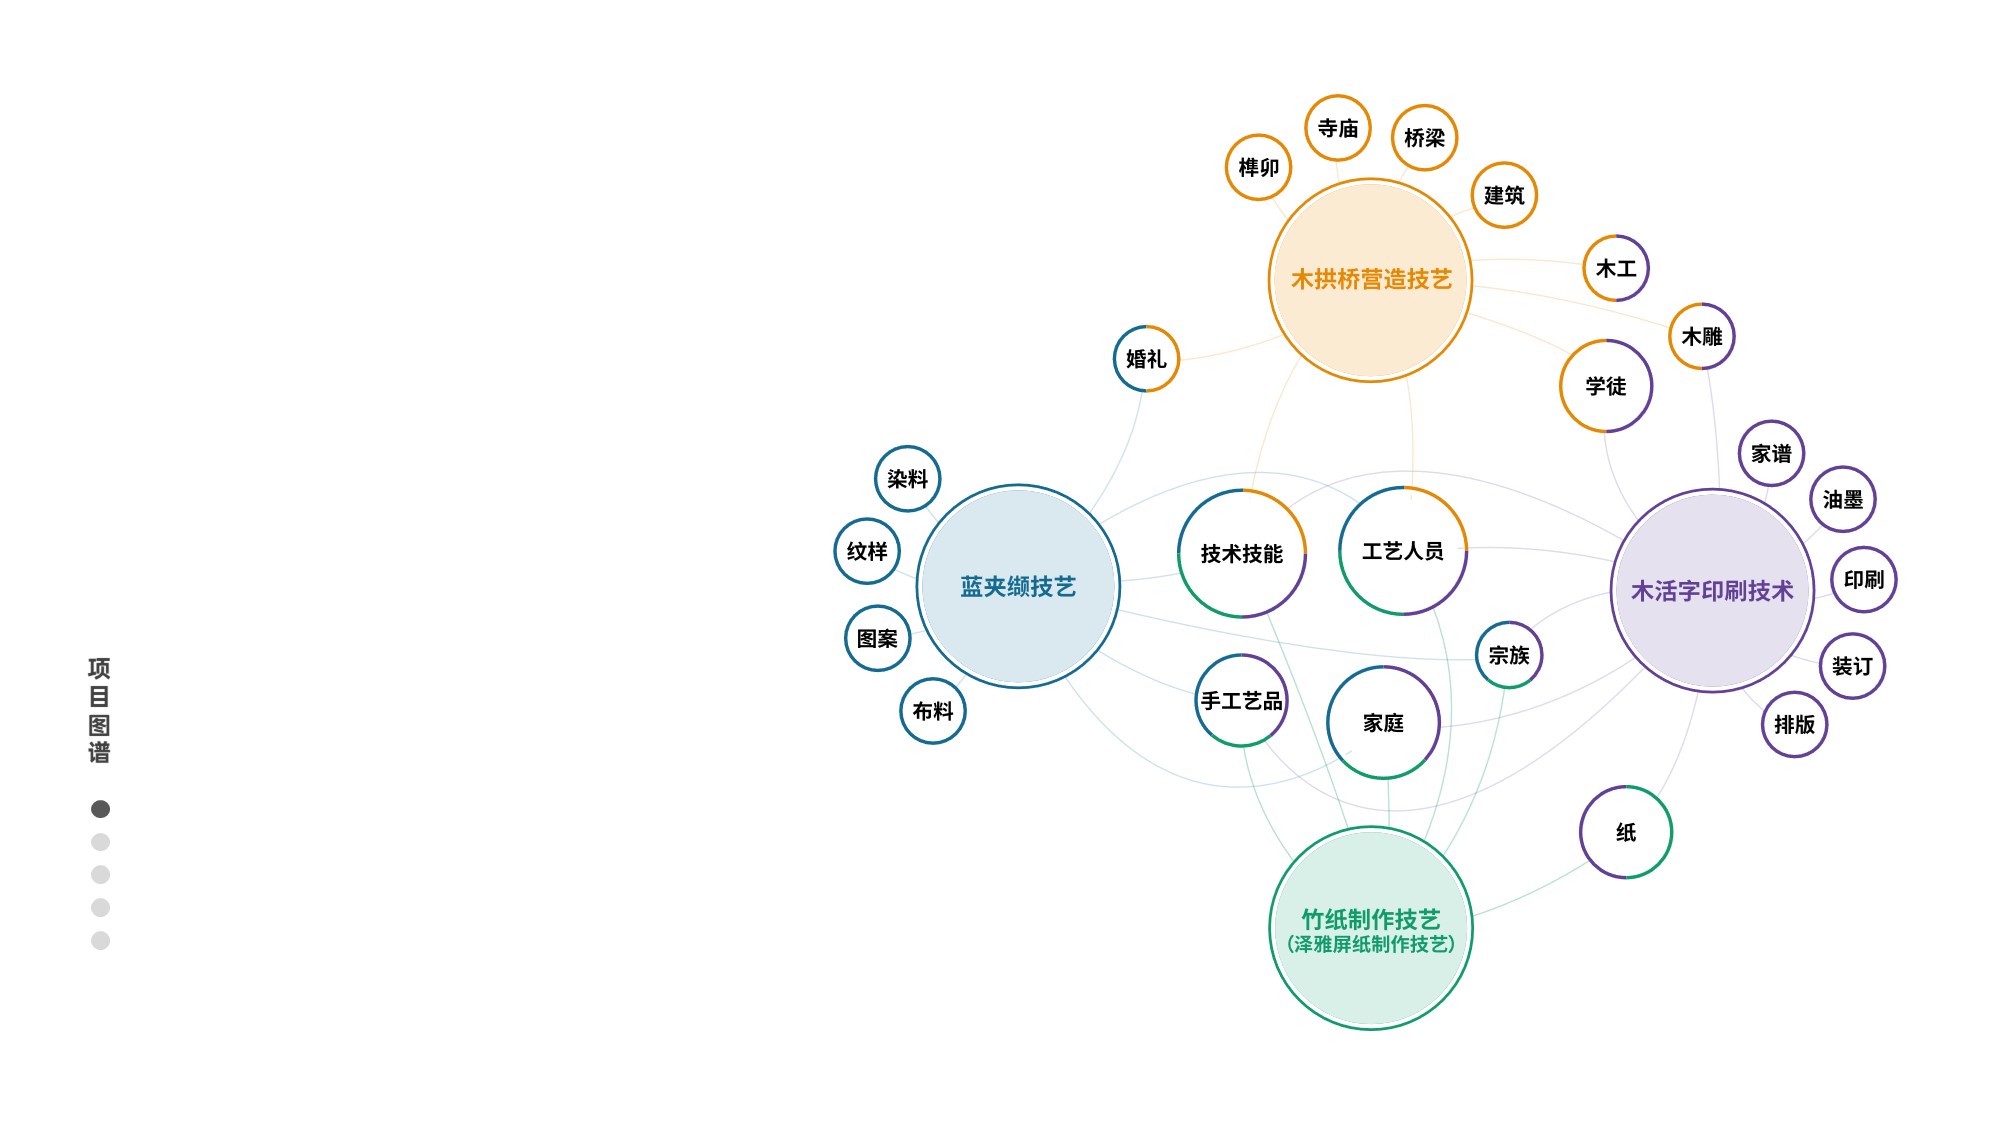 寺庙
桥梁
榫卯
建筑
木工
木拱桥营造技艺
木雕
婚礼
学徒
家谱
染料
油墨
纹样
技术技能
工艺人员
印刷
蓝夹缬技艺
木活字印刷技术
图案
宗族
装订
手工艺品
布料
家庭
排版
纸
竹纸制作技艺
(泽雅屏纸制作技艺)
项目图谱